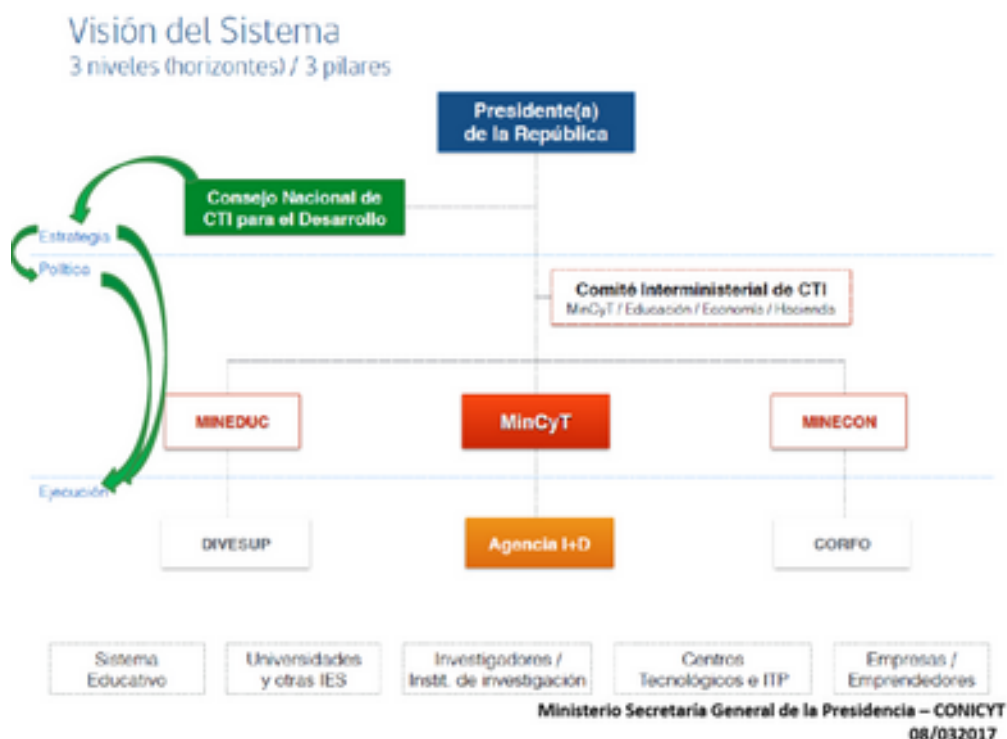 Visión del Sistema
3 niveles (horizontes) / 3 pilares
Presidente(a)
de la República
Consejo Nacional de
CTI para el Desarrollo
Estrategia
Política
Comité Interministerial de CTI
MinCyT / Educación / Economía / Hacienda
MINEDUC
MinCyT
MINECON
Ejecución
DIVESUP
Agencia I+D
CORFO
Sistema
Educativo
Universidades
y otras IES
Investigadores /
Instit. de investigación
Centros
Tecnológicos e ITP
Empresas /
Emprendedores
Ministerio Secretaría General de la Presidencia – CONICYT
08/032017